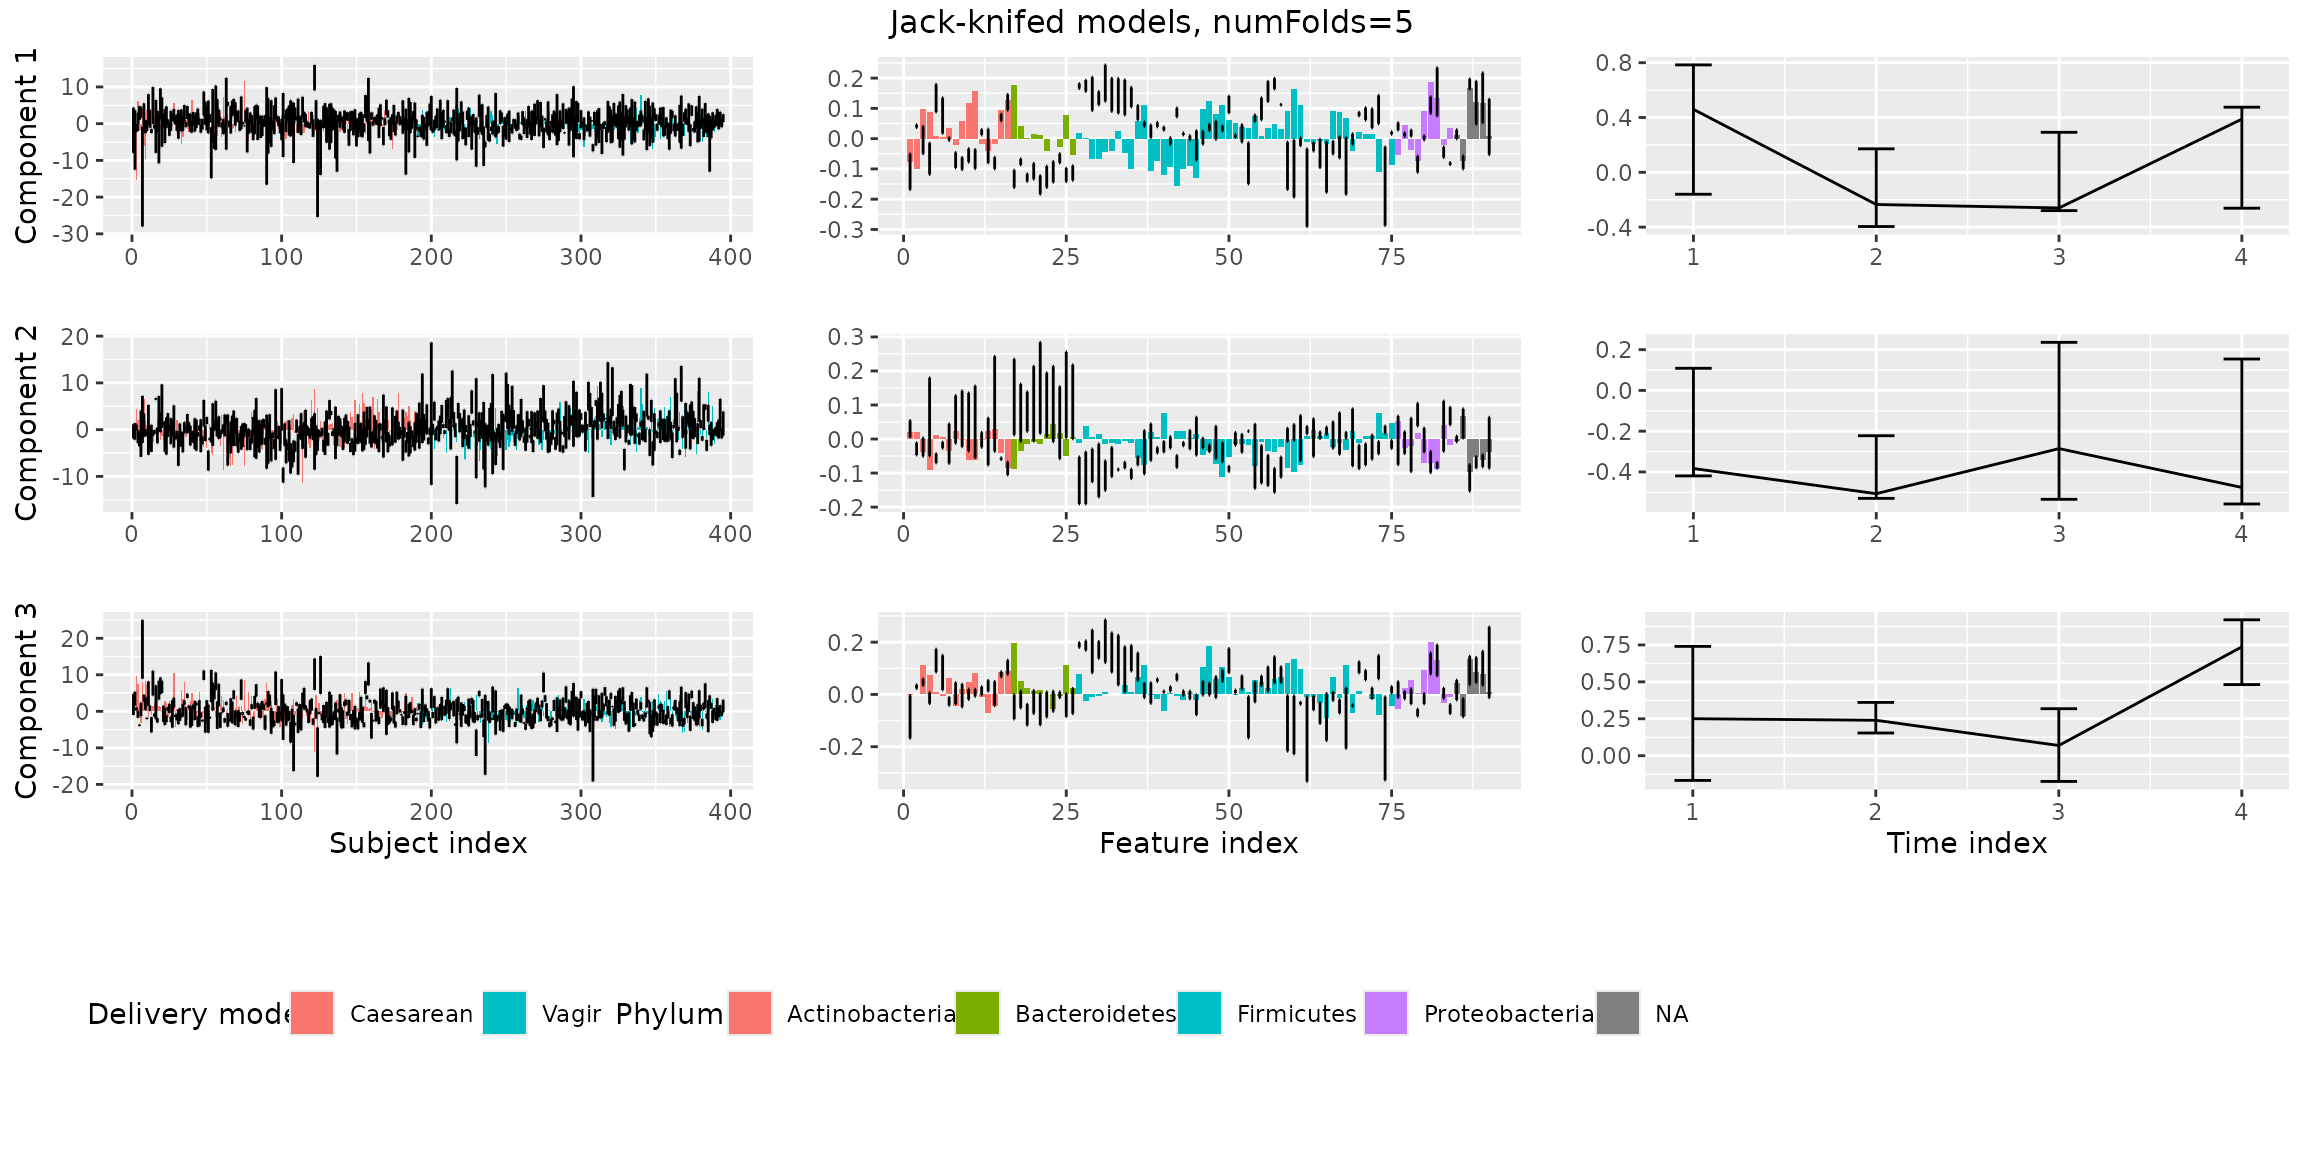 Jack-knifed models, numFolds=5
Component 1
10
0
-10
-20
-30
0 100 200 300 400
0.2
0.1
0.0
-0.1
-0.2
-0.3
0 25 50 75
0.8
0.4
0.0
-0.4
1 2 3 4
Component 2
20
10
0
-10
0 100 200 300 400
0.3
0.2
0.1
0.0
-0.1
-0.2
0 25 50 75
0.2
0.0
-0.2
-0.4
1 2 3 4
Component 3
20
10
0
-10
-20
0 100 200 300 400
Subject index
0.2
0.0
-0.2
0 25 50 75
Feature index
0.75
0.50
0.25
0.00
1 2 3 4
Time index
Delivery mode Caesarean Vagir Phylum Actinobacteria Bacteroidetes Firmicutes Proteobacteria NA